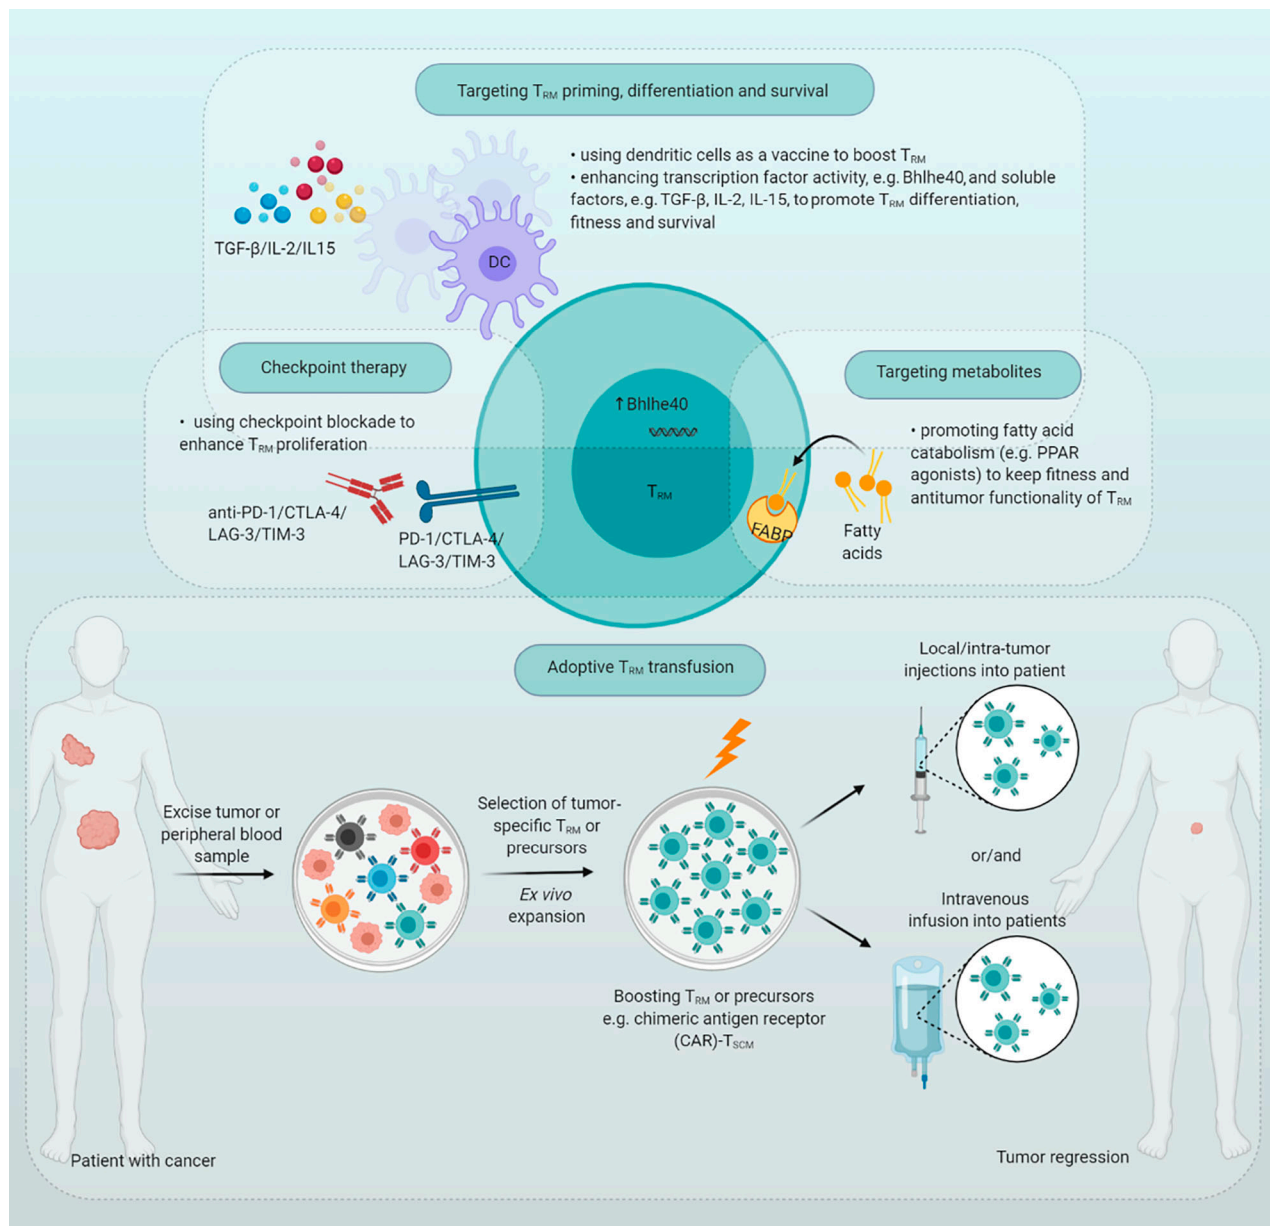 Targeting TRM priming, differentiation and survival
• using dendritic cells as a vaccine to boost TRM
• enhancing transcription factor activity, e.g. Bhlhe40, and soluble
factors, e.g. TGF-β, IL-2, IL-15, to promote TRM differentiation,
fitness and survival
TGF-β/IL-2/IL15
DC
Checkpoint therapy
• using checkpoint blockade to
enhance TRM proliferation
anti-PD-1/CTLA-4/
LAG-3/TIM-3
PD-1/CTLA-4/
LAG-3/TIM-3
↑Bhlhe40
TRM
Targeting metabolites
• promoting fatty acid
catabolism (e.g. PPAR
agonists) to keep fitness and
antitumor functionality of TRM
FABP
Fatty
acids
Adoptive TRM transfusion
Excise tumor or
peripheral blood
sample
Selection of tumor-
specific TRM or
precursors
Ex vivo
expansion
Boosting TRM or precursors
e.g. chimeric antigen receptor
(CAR)-TSCM
Local/intra-tumor
injections into patient
or/and
Intravenous
infusion into patients
Patient with cancer
Tumor regression